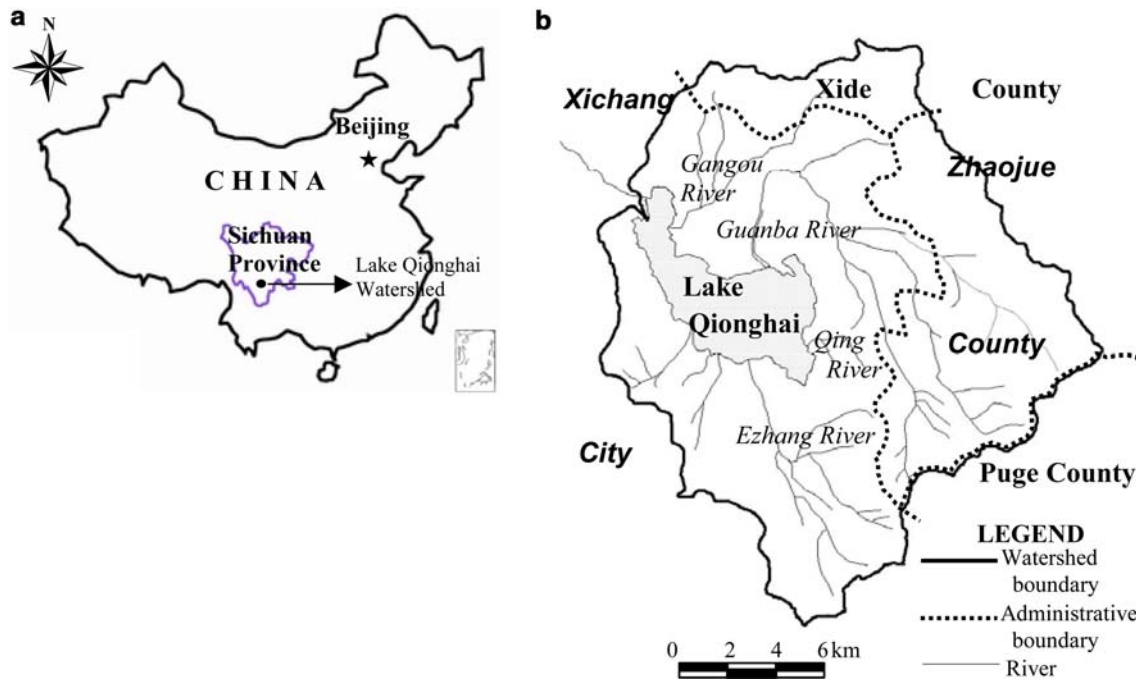 a
N
Beijing
CHINA
Sichuan
Province
Lake Qionghai
Watershed
b
Xichang
Xide
County
Zhaojue
Gangou
River
Guanba River
Lake
Qionghai
Qing
River
County
Ezhang River
City
Puge County
LEGEND
Watershed
boundary
Administrative
boundary
River
0 2 4 6 km